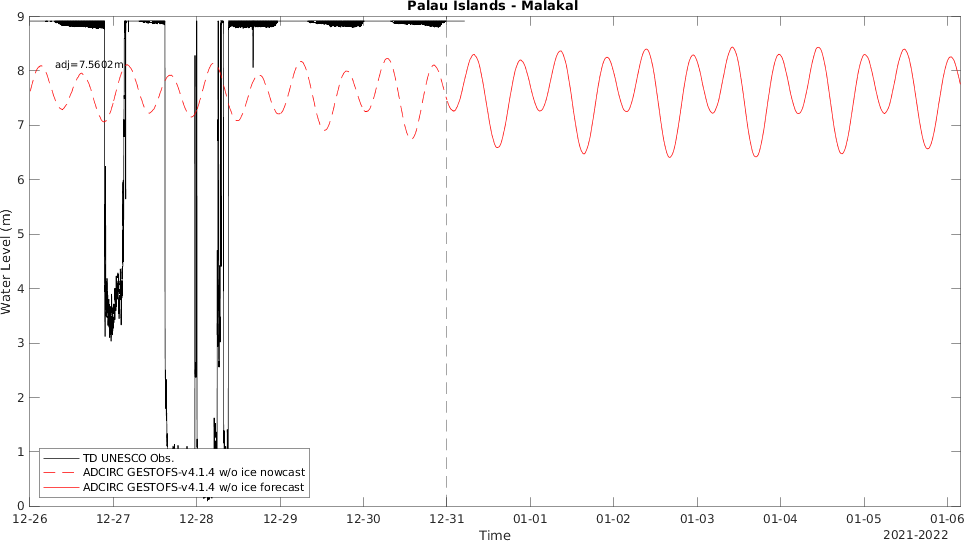 Palau Islands - Malakal
9
8
7
6
5
4
3
2
1
0
Water Level (m)
adj=7.5602m
TD UNESCO Obs.
ADCIRC GESTOFS-v4.1.4 w/o ice nowcast
ADCIRC GESTOFS-v4.1.4 w/o ice forecast
12-26 12-27 12-28 12-29 12-30 12-31 01-01 01-02 01-03 01-04 01-05 01-06
Time
2021-2022